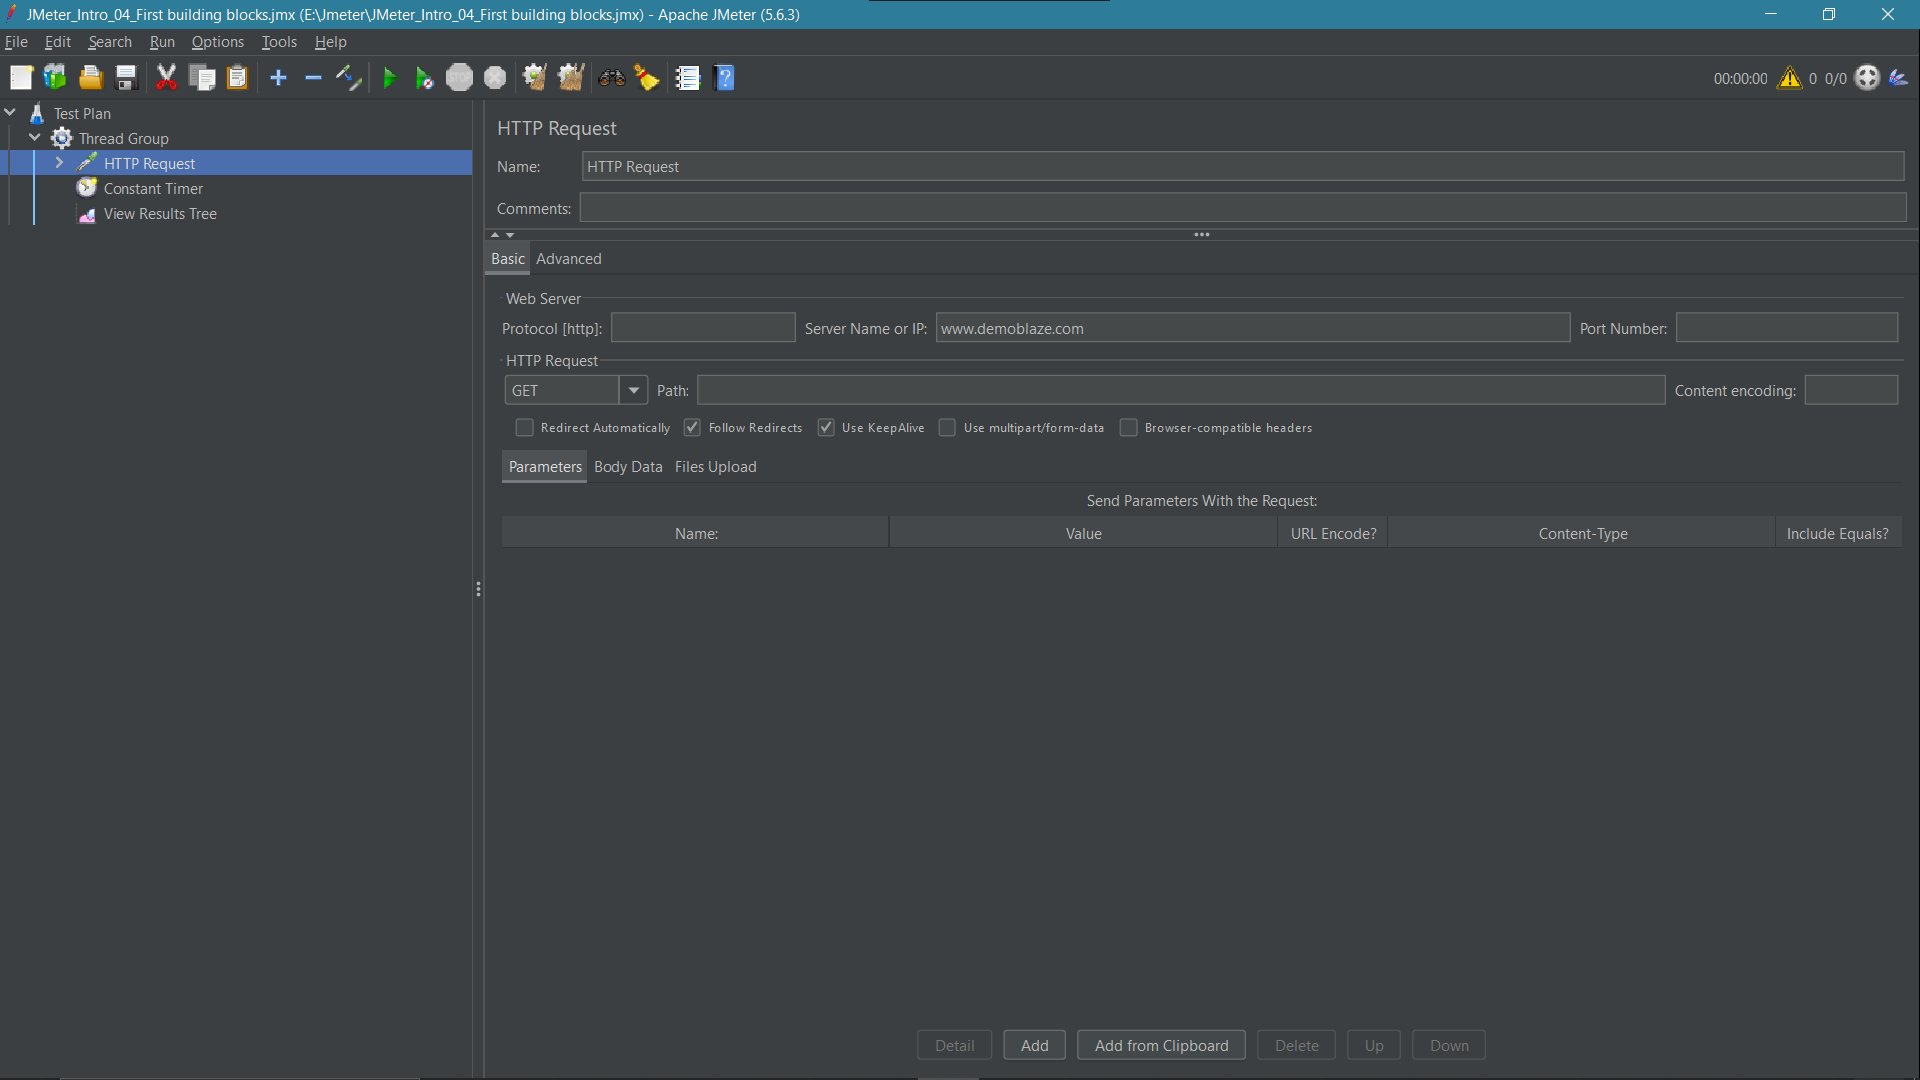 JMeter_Intro_04_First building blocks.jmx (E:\Jmeter\JMeter_Intro_04_First building blocks.jmx) - Apache JMeter (5.6.3)
File Edit Search Run Options Tools Help
STOP
00:00:00 0 0/0
Test Plan
Thread Group
HTTP Request
Constant Timer
View Results Tree
HTTP Request
Name: HTTP Request
Comments:
Basic Advanced
Web Server
Protocol [http]: Server Name or IP: www.demoblaze.com Port Number:
HTTP Request
GET Path: Content encoding:
Redirect Automatically Follow Redirects Use KeepAlive Use multipart/form-data Browser-compatible headers
Parameters Body Data Files Upload
Send Parameters With the Request:
Name: Value URL Encode? Content-Type Include Equals?
Detail Add Add from Clipboard Delete Up Down